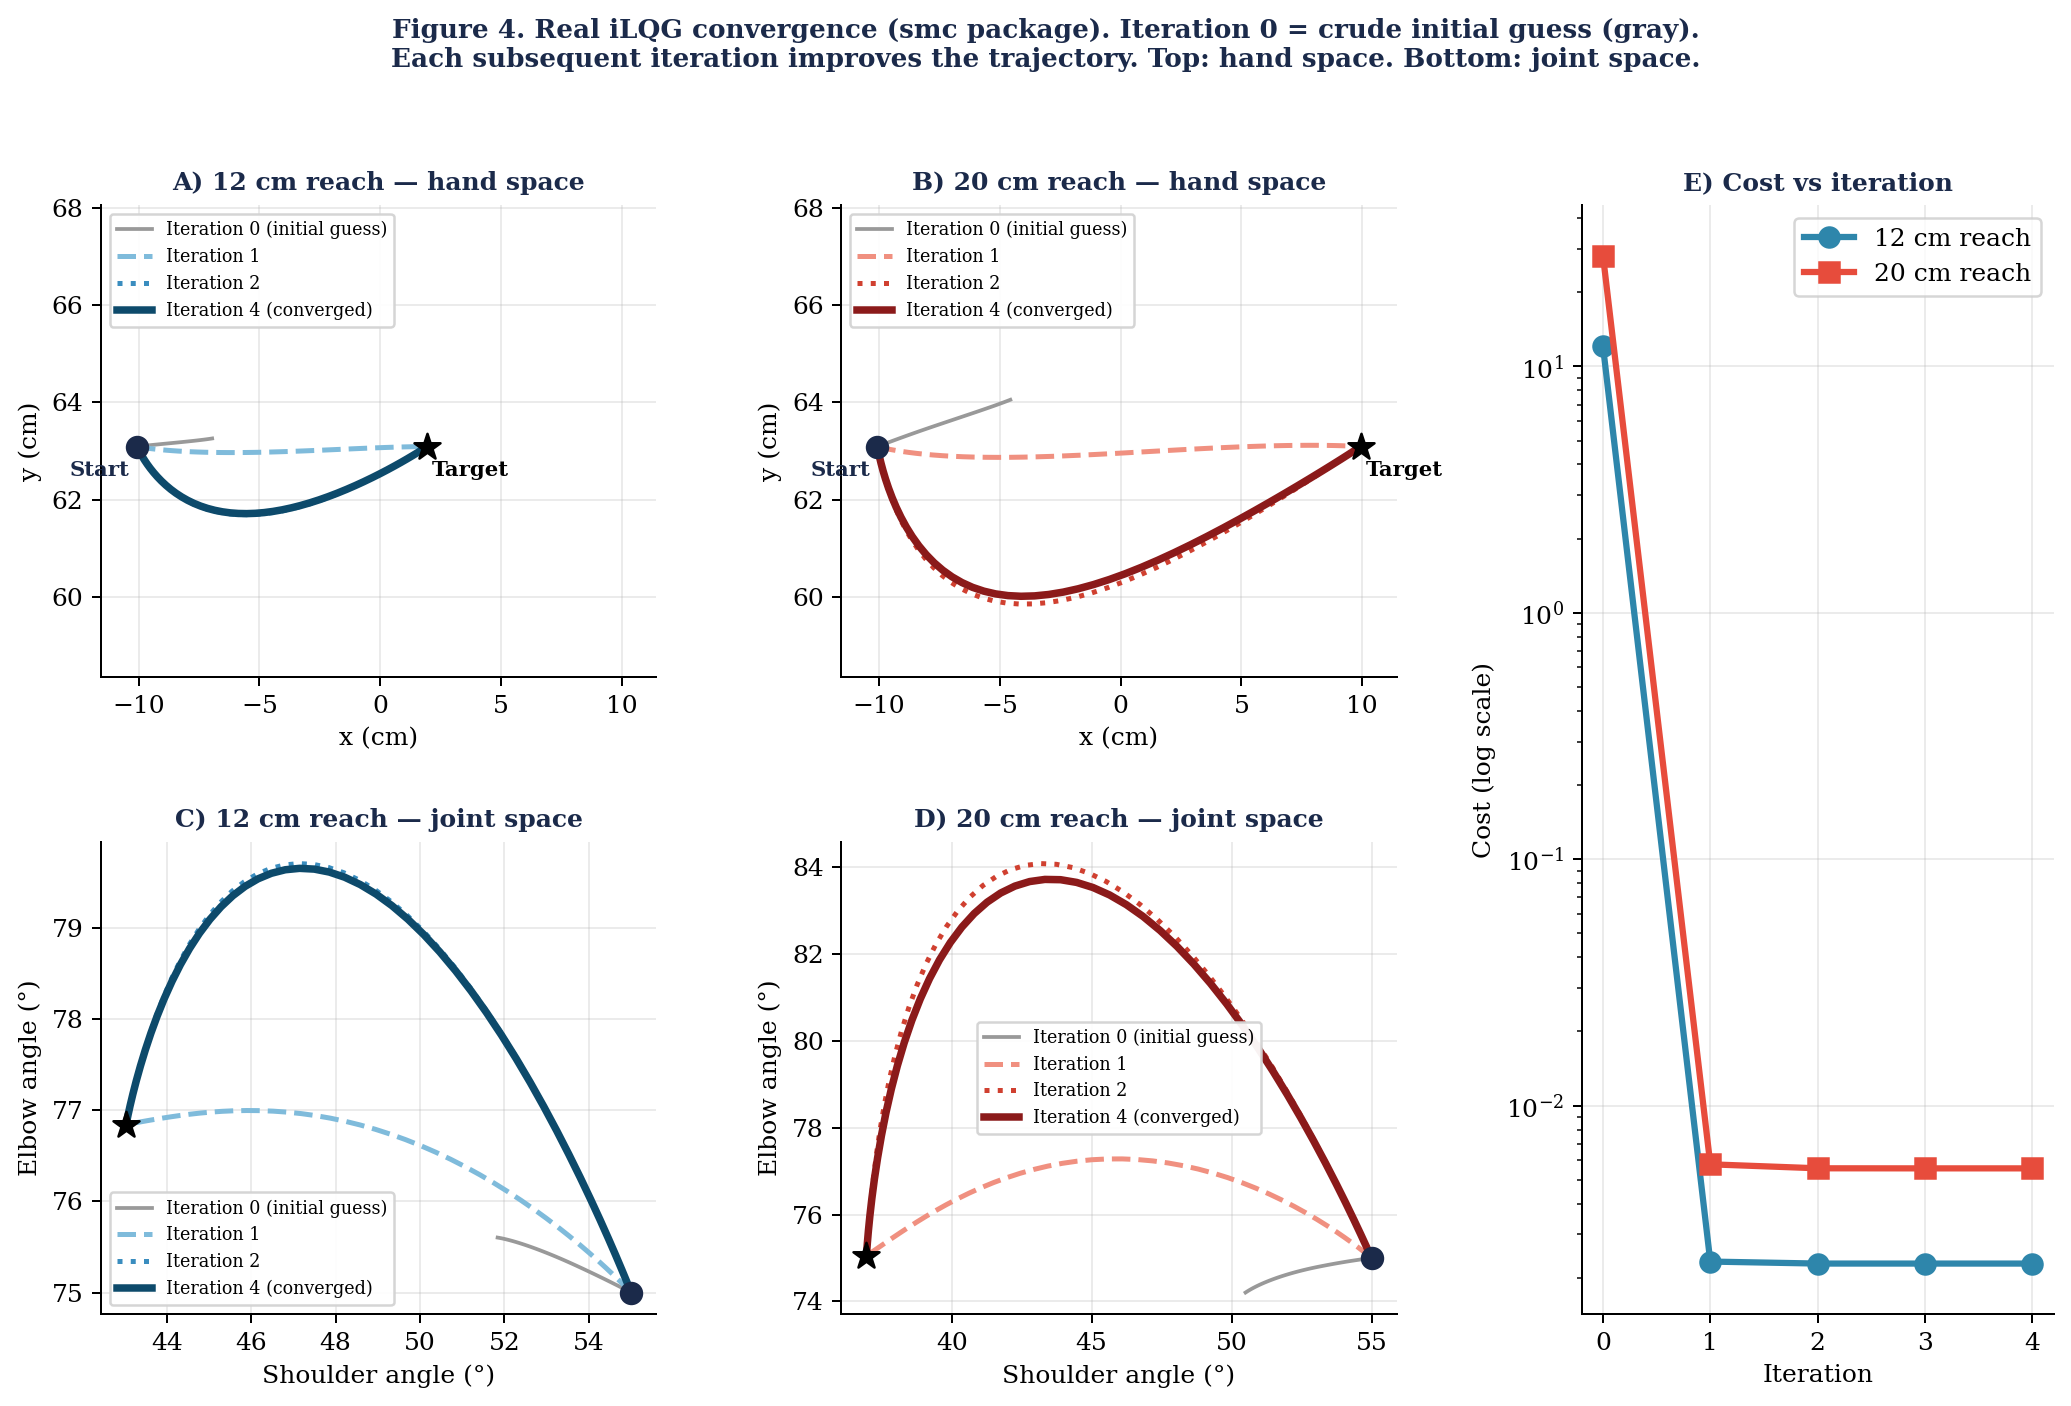 Figure 4. Real iLQG convergence (smc package). Iteration 0 = crude initial guess (gray).
Each subsequent iteration improves the trajectory. Top: hand space. Bottom: joint space.
A) 12 cm reach — hand space
68
66
64
62
60
y (cm)
Iteration 0 (initial guess)
Iteration 1
Iteration 2
Iteration 4 (converged)
Start
Target
−10
−5
0
5
10
x (cm)
B) 20 cm reach — hand space
68
66
64
62
60
y (cm)
Iteration 0 (initial guess)
Iteration 1
Iteration 2
Iteration 4 (converged)
Start
Target
−10
−5
0
5
10
x (cm)
C) 12 cm reach — joint space
79
78
77
76
75
Elbow angle (°)
Iteration 0 (initial guess)
Iteration 1
Iteration 2
Iteration 4 (converged)
44
46
48
50
52
54
Shoulder angle (°)
D) 20 cm reach — joint space
84
82
80
78
76
74
Elbow angle (°)
Iteration 0 (initial guess)
Iteration 1
Iteration 2
Iteration 4 (converged)
40
45
50
55
Shoulder angle (°)
E) Cost vs iteration
12 cm reach
20 cm reach
10¹
10⁰
10⁻¹
10⁻²
Cost (log scale)
0
1
2
3
4
Iteration